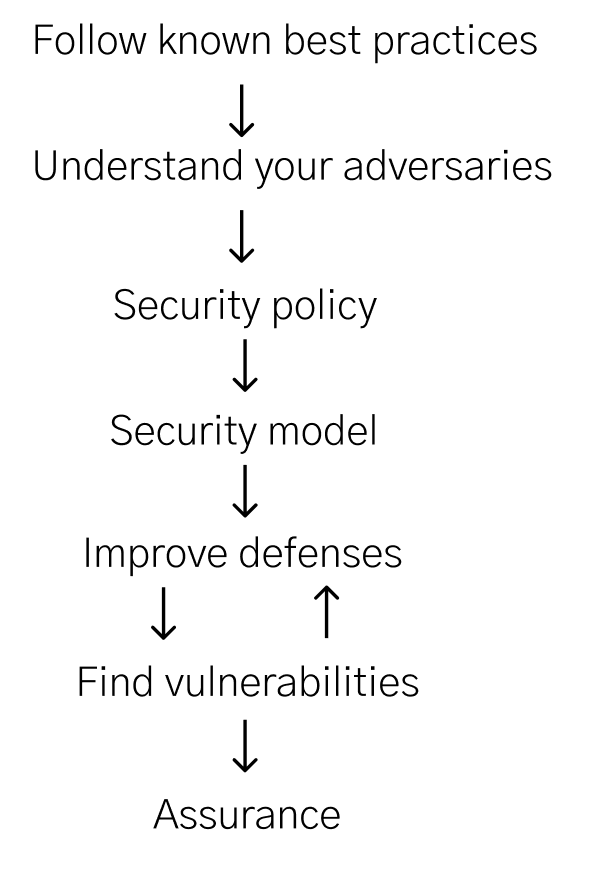 Follow known best practices
↓
Understand your adversaries
↓
Security policy
↓
Security model
↓
Improve defenses
↓ ↑
Find vulnerabilities
↓
Assurance